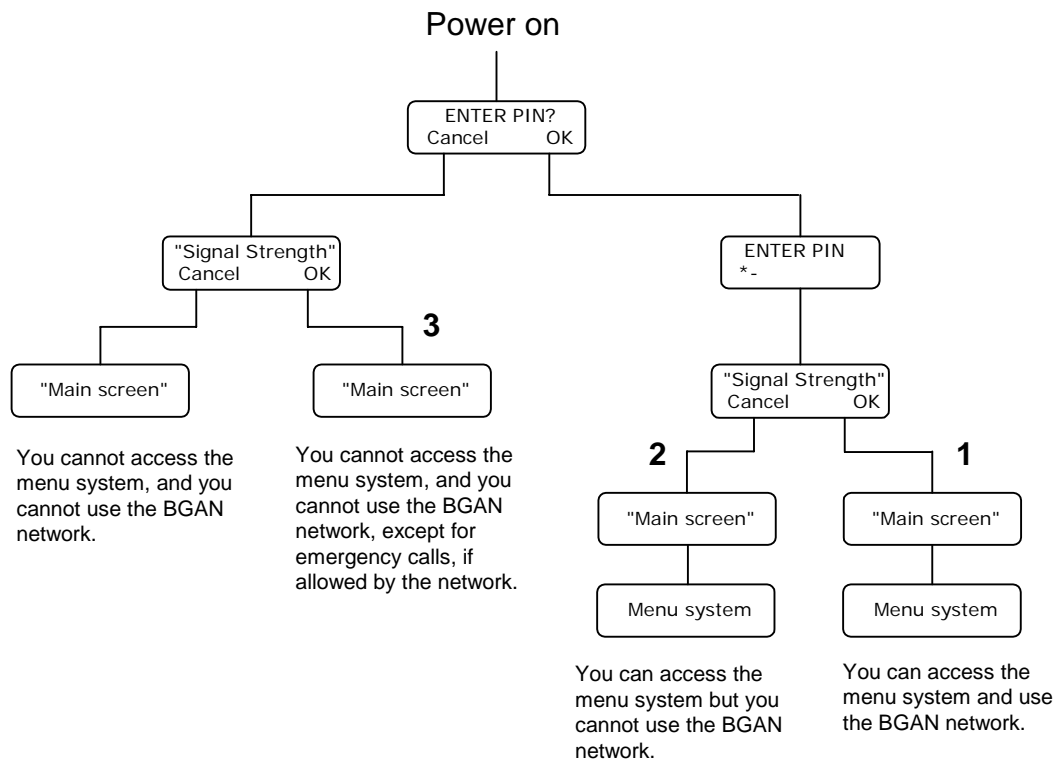 Power on
ENTER PIN?
Cancel OK
"Signal Strength"
Cancel OK
ENTER PIN
*-
3
"Main screen"
"Main screen"
"Signal Strength"
Cancel OK
You cannot access the
menu system, and you
cannot use the BGAN
network.
You cannot access the
menu system, and you
cannot use the BGAN
network, except for
emergency calls, if
allowed by the network.
2
1
"Main screen"
"Main screen"
Menu system
Menu system
You can access the
menu system but you
cannot use the BGAN
network.
You can access the
menu system and use
the BGAN network.